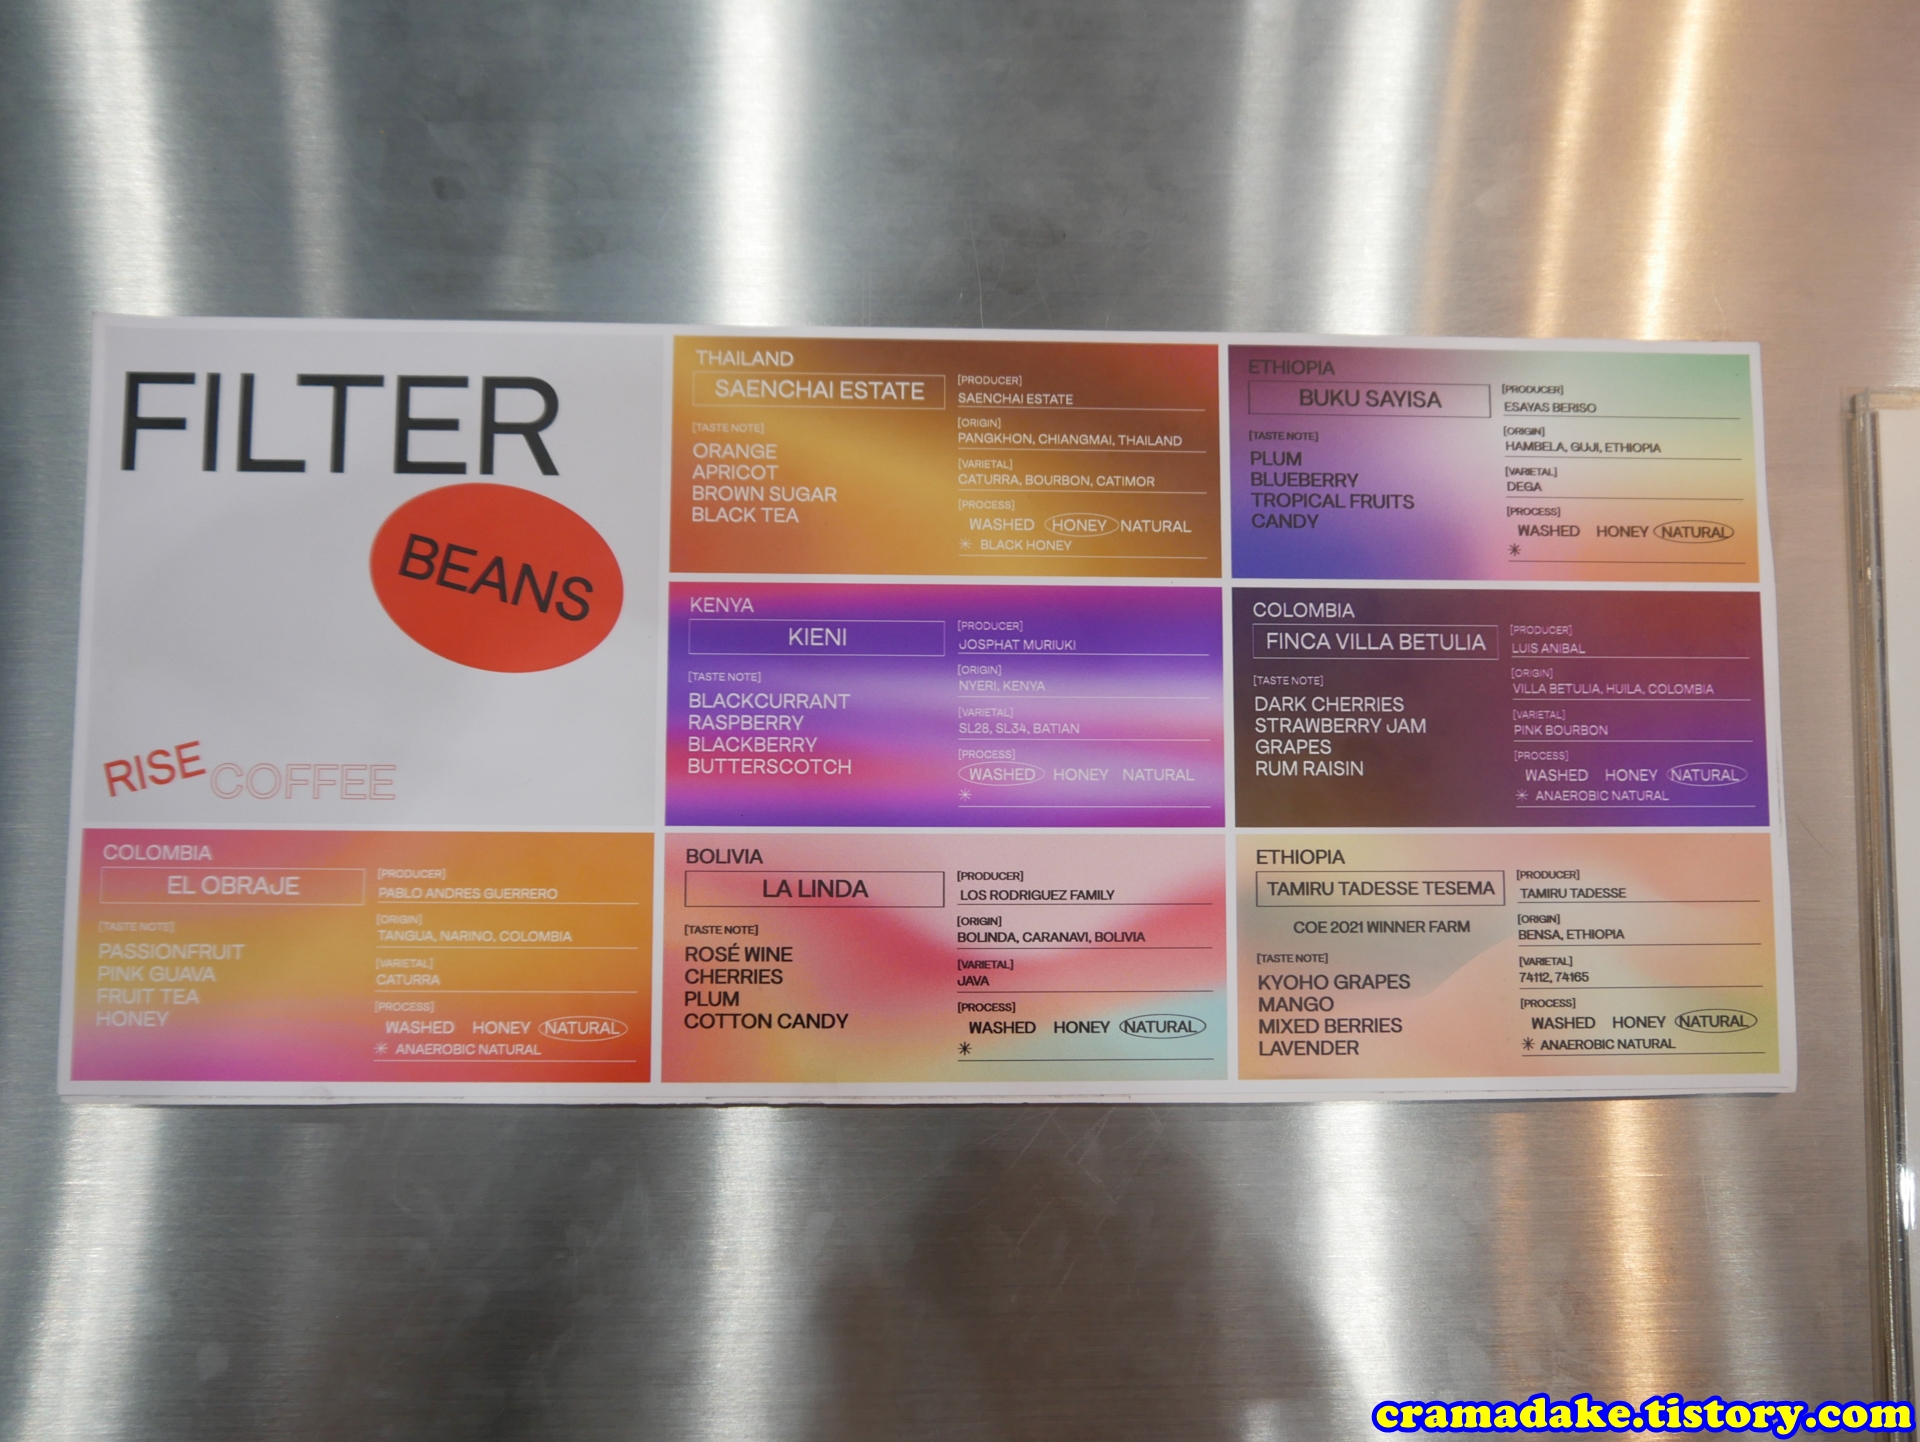 FILTER
BEANS
RISE COFFEE
THAILAND
SAENCHAI ESTATE
[TASTE NOTE]
ORANGE
APRICOT
BROWN SUGAR
BLACK TEA
[PRODUCER]
SAENCHAI ESTATE
[ORIGIN]
PANGKHON, CHIANGMAI, THAILAND
[VARIETAL]
CATURRA, BOURBON, CATIMOR
[PROCESS]
WASHED HONEY NATURAL
✳ BLACK HONEY
ETHIOPIA
BUKU SAYISA
[TASTE NOTE]
PLUM
BLUEBERRY
TROPICAL FRUITS
CANDY
[PRODUCER]
ESAYAS BERISO
[ORIGIN]
HAMBELA, GUJI, ETHIOPIA
[VARIETAL]
DEGA
[PROCESS]
WASHED HONEY NATURAL
✳
KENYA
KIENI
[TASTE NOTE]
BLACKCURRANT
RASPBERRY
BLACKBERRY
BUTTERSCOTCH
[PRODUCER]
JOSPHAT MURIUKI
[ORIGIN]
NYERI, KENYA
[VARIETAL]
SL28, SL34, BATIAN
[PROCESS]
WASHED HONEY NATURAL
✳
COLOMBIA
FINCA VILLA BETULIA
[TASTE NOTE]
DARK CHERRIES
STRAWBERRY JAM
GRAPES
RUM RAISIN
[PRODUCER]
LUIS ANIBAL
[ORIGIN]
VILLA BETULIA, HUILA, COLOMBIA
[VARIETAL]
PINK BOURBON
[PROCESS]
WASHED HONEY NATURAL
✳ ANAEROBIC NATURAL
COLOMBIA
EL OBRAJE
[TASTE NOTE]
PASSIONFRUIT
PINK GUAVA
FRUIT TEA
HONEY
[PRODUCER]
PABLO ANDRES GUERRERO
[ORIGIN]
TANGUA, NARINO, COLOMBIA
[VARIETAL]
CATURRA
[PROCESS]
WASHED HONEY NATURAL
✳ ANAEROBIC NATURAL
BOLIVIA
LA LINDA
[TASTE NOTE]
ROSÉ WINE
CHERRIES
PLUM
COTTON CANDY
[PRODUCER]
LOS RODRIGUEZ FAMILY
[ORIGIN]
BOLINDA, CARANAVI, BOLIVIA
[VARIETAL]
JAVA
[PROCESS]
WASHED HONEY NATURAL
✳
ETHIOPIA
TAMIRU TADESSE TESEMA
COE 2021 WINNER FARM
[TASTE NOTE]
KYOHO GRAPES
MANGO
MIXED BERRIES
LAVENDER
[PRODUCER]
TAMIRU TADESSE
[ORIGIN]
BENSA, ETHIOPIA
[VARIETAL]
74112, 74165
[PROCESS]
WASHED HONEY NATURAL
✳ ANAEROBIC NATURAL
cramadake.tistory.com